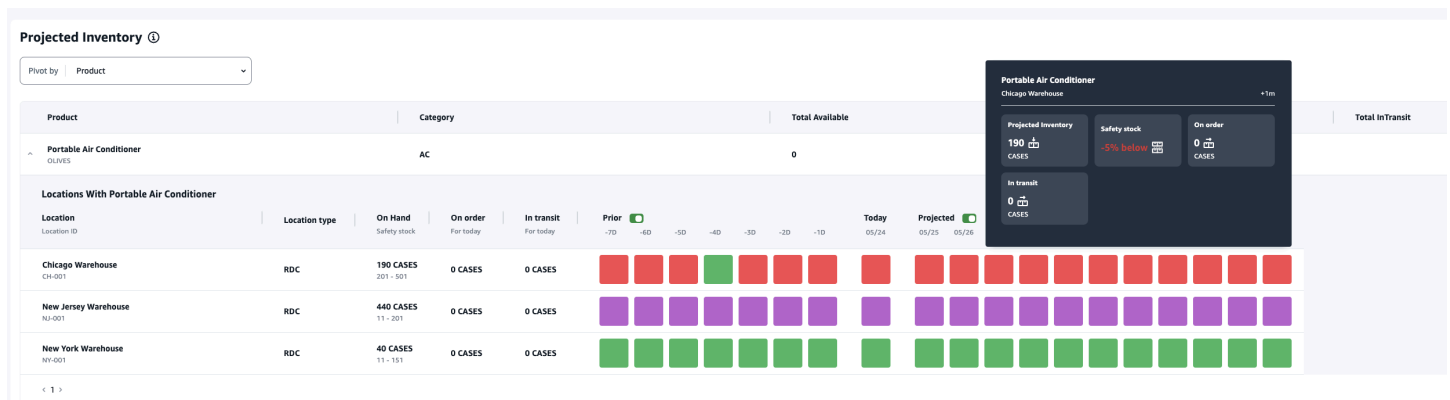 Projected Inventory
Pivot by Product
Product Category Total Available Total InTransit
Portable Air Conditioner AC 0
OLIVES
Locations With Portable Air Conditioner
Location Location type On Hand On order In transit Prior Today Projected
Location ID Safety stock For today For today -7D -6D -5D -4D -3D -2D -1D 05/24 05/25 05/26
Chicago Warehouse RDC 190 CASES 0 CASES 0 CASES
CH-001 201 - 501
New Jersey Warehouse RDC 440 CASES 0 CASES 0 CASES
NJ-001 11 - 201
New York Warehouse RDC 40 CASES 0 CASES 0 CASES
NY-001 11 - 151
< 1 >
Portable Air Conditioner
Chicago Warehouse +1m
Projected Inventory Safety stock On order
190 -5% below 0
CASES CASES
In transit
0
CASES